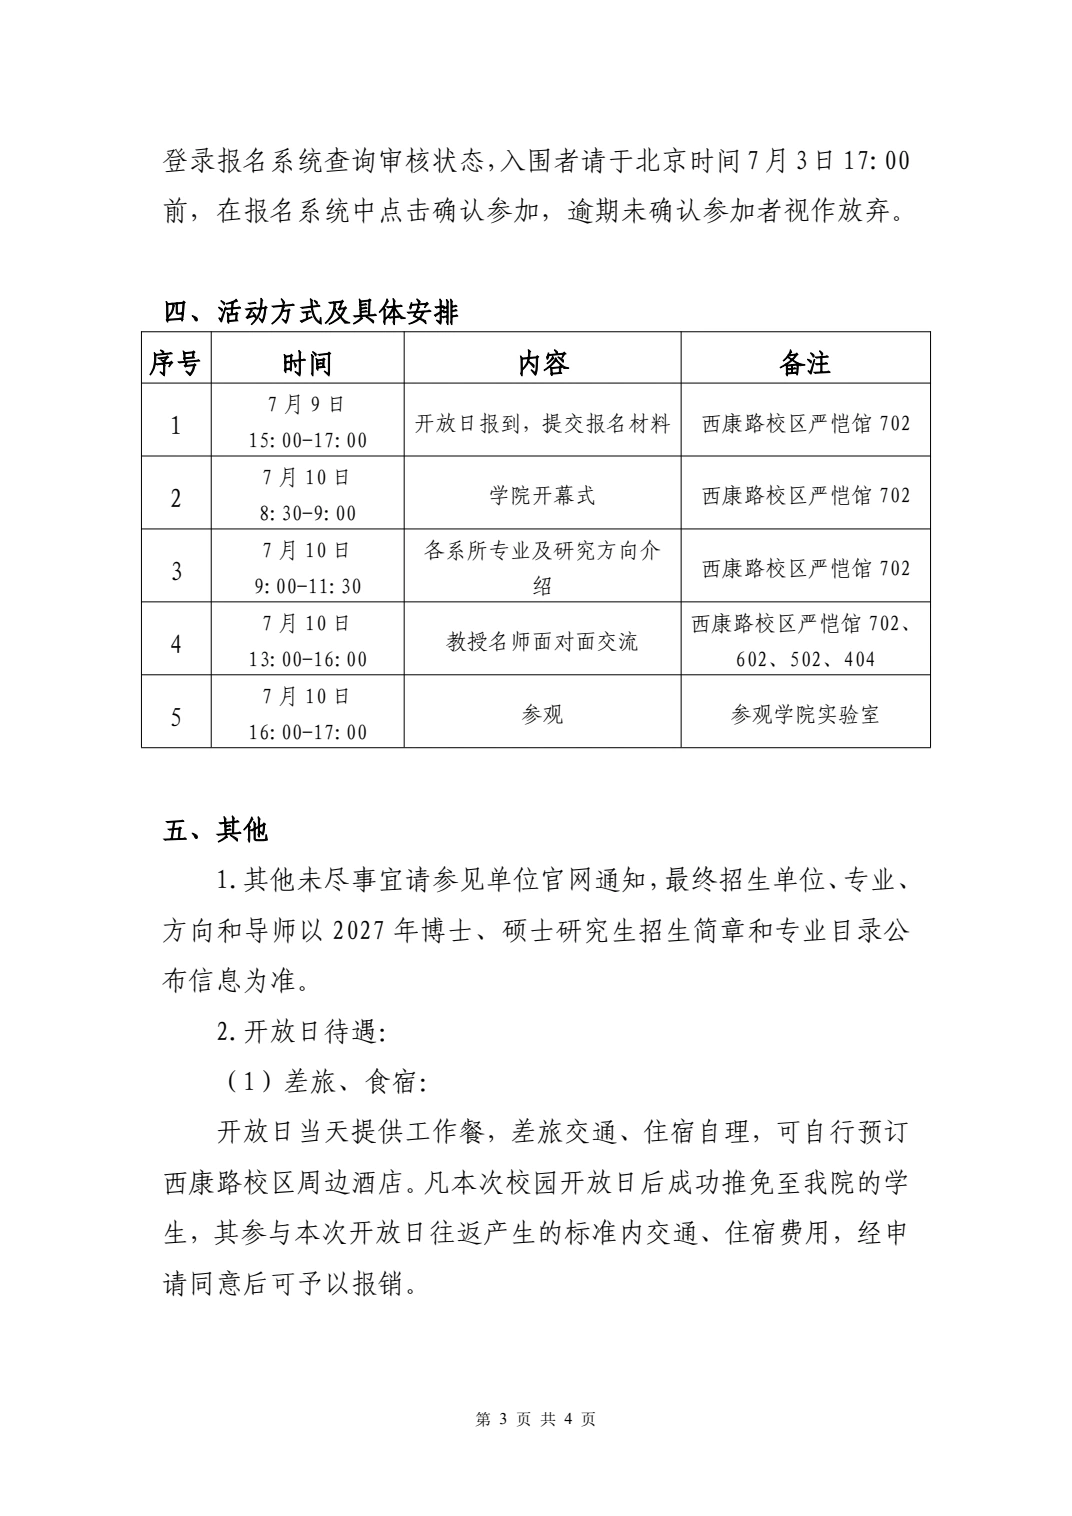 登录报名系统查询审核状态,入围者请于北京时间7月3日17:00
前，在报名系统中点击确认参加，逾期未确认参加者视作放弃。
四、活动方式及具体安排
序号 时间 内容 备注
1 7月9日 15:00-17:00 开放日报到，提交报名材料 西康路校区严恺馆702
2 7月10日 8:30-9:00 学院开幕式 西康路校区严恺馆702
3 7月10日 9:00-11:30 各系所专业及研究方向介绍 西康路校区严恺馆702
4 7月10日 13:00-16:00 教授名师面对面交流 西康路校区严恺馆702、602、502、404
5 7月10日 16:00-17:00 参观 参观学院实验室
五、其他
1.其他未尽事宜请参见单位官网通知,最终招生单位、专业、
方向和导师以2027年博士、硕士研究生招生简章和专业目录公
布信息为准。
2.开放日待遇：
（1）差旅、食宿：
开放日当天提供工作餐，差旅交通、住宿自理，可自行预订
西康路校区周边酒店。凡本次校园开放日后成功推免至我院的学
生，其参与本次开放日往返产生的标准内交通、住宿费用，经申
请同意后可予以报销。
第 3 页 共 4 页